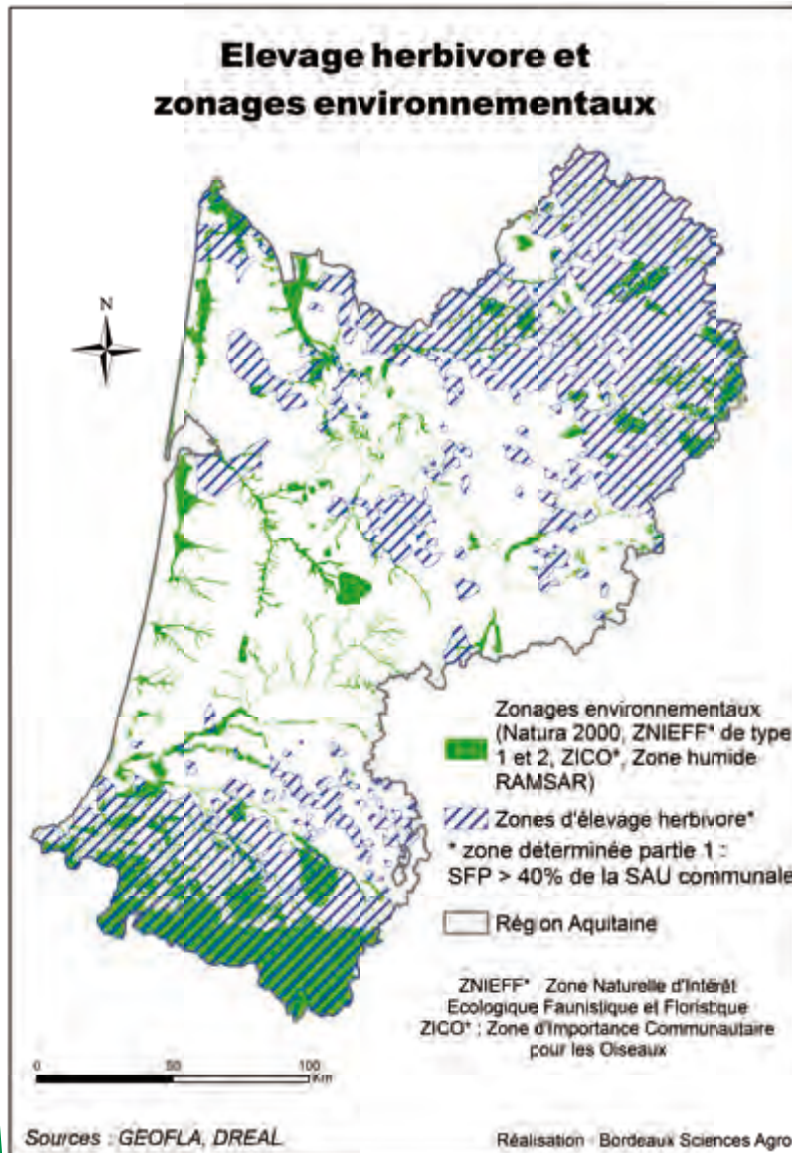 Elevage herbivore et
zonages environnementaux
N
Zonages environnementaux
(Natura 2000, ZNIEFF* de type
1 et 2, ZICO*, Zone humide
RAMSAR)
Zones d'élevage herbivore*
* zone déterminée partie 1 :
SFP > 40% de la SAU communale
Région Aquitaine
ZNIEFF* Zone Naturelle d'Intérêt
Ecologique Faunistique et Floristique
ZICO* : Zone d'Importance Communautaire
pour les Oiseaux
0 50 100
Km
Sources : GEOFLA, DREAL
Réalisation : Bordeaux Sciences Agro